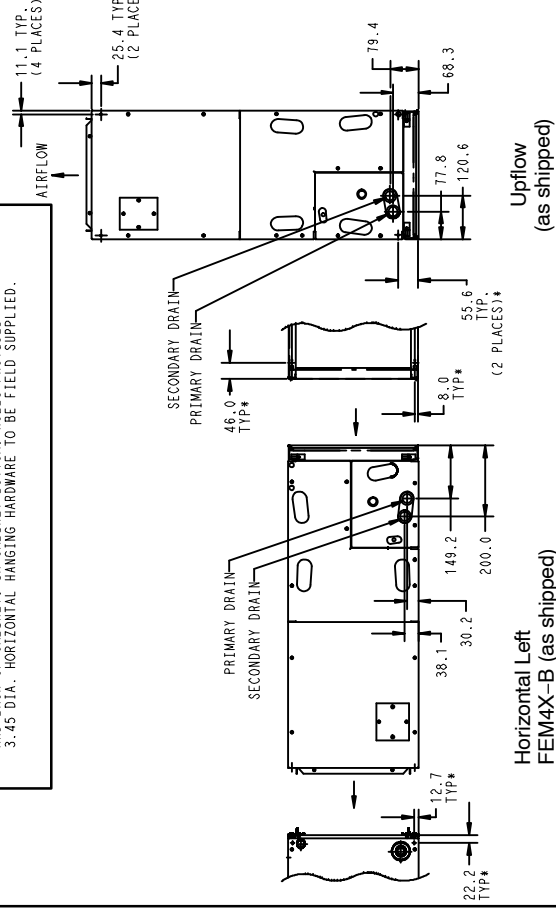 3.45 DIA. HORIZONTAL HANGING HARDWARE TO BE FIELD SUPPLIED.
11.1 TYP.
(4 PLACES)
25.4 TYP
(2 PLACE
AIRFLOW
79.4
68.3
77.8
120.6
SECONDARY DRAIN
PRIMARY DRAIN
55.6
TYP.
(2 PLACES)*
Upflow
(as shipped)
46.0
TYP*
8.0
TYP*
PRIMARY DRAIN
SECONDARY DRAIN
149.2
200.0
30.2
38.1
12.7
TYP*
22.2
TYP*
Horizontal Left
FEM4X–B (as shipped)